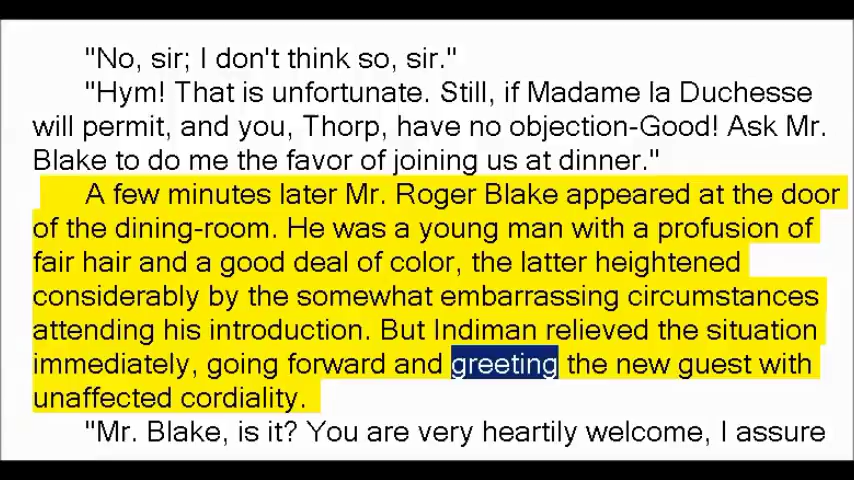 "No, sir; I don't think so, sir."
"Hym! That is unfortunate. Still, if Madame la Duchesse
will permit, and you, Thorp, have no objection-Good! Ask Mr.
Blake to do me the favor of joining us at dinner."
A few minutes later Mr. Roger Blake appeared at the door
of the dining-room. He was a young man with a profusion of
fair hair and a good deal of color, the latter heightened
considerably by the somewhat embarrassing circumstances
attending his introduction. But Indiman relieved the situation
immediately, going forward and greeting the new guest with
unaffected cordiality.
"Mr. Blake, is it? You are very heartily welcome, I assure